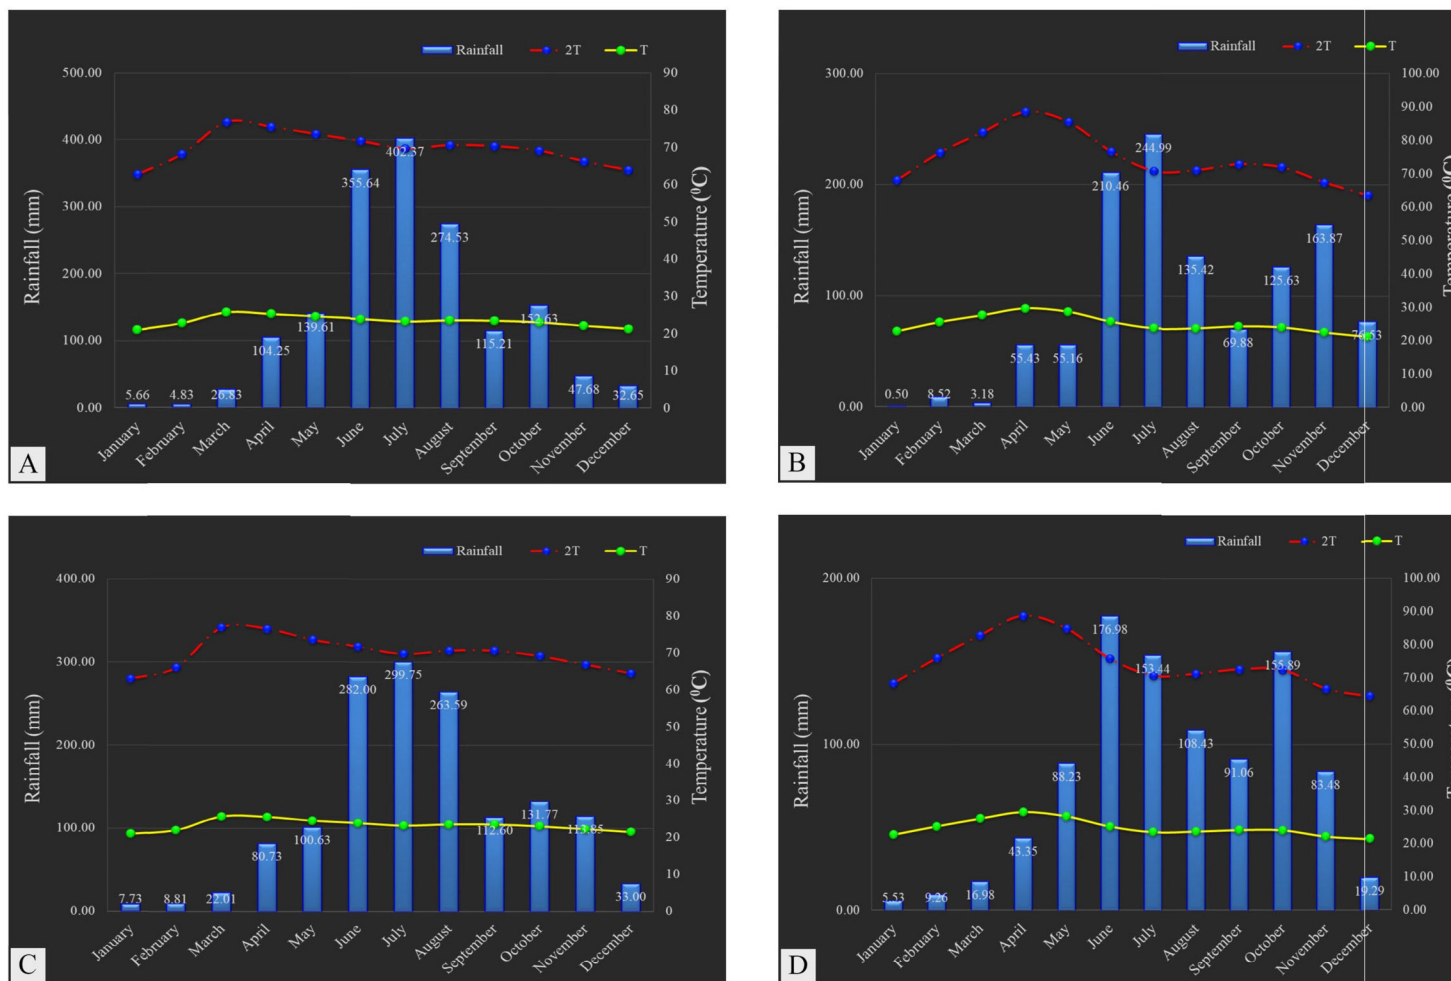 Rainfall 2T T
500.00 90
80
400.00 70
60
300.00 50
200.00 40
30
100.00 20
10
0.00 0
Rainfall (mm)
Temperature (⁰C)
5.66 4.83 26.83 104.25 139.61 355.64 402.37 274.53 115.21 152.63 47.68 32.65
January February March April May June July August September October November December
A
Rainfall 2T T
300.00 100.00
90.00
80.00
70.00
200.00 60.00
50.00
40.00
100.00 30.00
20.00
10.00
0.00 0.00
Rainfall (mm)
Temperature (⁰C)
0.50 8.52 3.18 55.43 55.16 210.46 244.99 135.42 69.88 125.63 163.87 76.53
January February March April May June July August September October November December
B
Rainfall 2T T
400.00 90
80
70
300.00 60
50
200.00 40
30
100.00 20
10
0.00 0
Rainfall (mm)
Temperature (⁰C)
7.73 8.81 22.01 80.73 100.63 282.00 299.75 263.59 112.60 131.77 113.85 33.00
January February March April May June July August September October November December
C
Rainfall 2T T
200.00 100.00
90.00
80.00
70.00
60.00
100.00 50.00
40.00
30.00
20.00
10.00
0.00 0.00
Rainfall (mm)
(⁰C)
5.53 9.26 16.98 43.35 88.23 176.98 153.44 108.43 91.06 155.89 83.48 19.29
January February March April May June July August September October November December
D